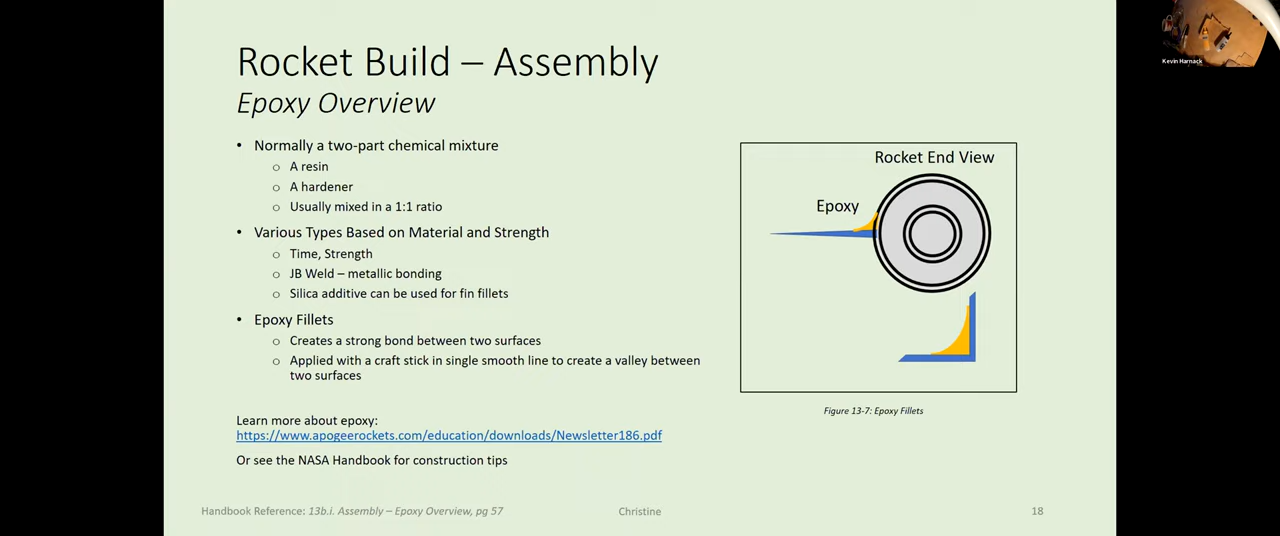 Rocket Build – Assembly
Epoxy Overview
• Normally a two-part chemical mixture
o A resin
o A hardener
o Usually mixed in a 1:1 ratio
• Various Types Based on Material and Strength
o Time, Strength
o JB Weld – metallic bonding
o Silica additive can be used for fin fillets
• Epoxy Fillets
o Creates a strong bond between two surfaces
o Applied with a craft stick in single smooth line to create a valley between
two surfaces
Learn more about epoxy:
https://www.apogeerockets.com/education/downloads/Newsletter186.pdf
Or see the NASA Handbook for construction tips
Rocket End View
Epoxy
Figure 13-7: Epoxy Fillets
Handbook Reference: 13b.i. Assembly – Epoxy Overview, pg 57
Christine
18
Kevin Harnack